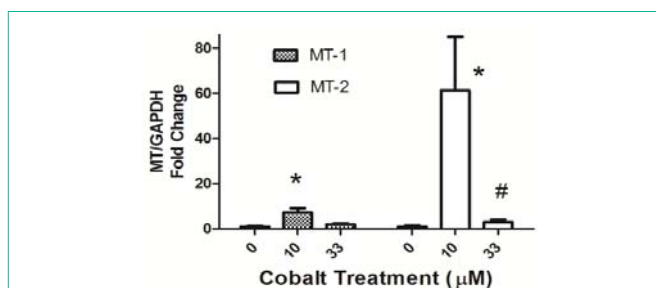 MT/GAPDH
Fold Change
80
60
40
20
0
MT-1
MT-2
*
*
#
0 10 33 0 10 33
Cobalt Treatment (µM)